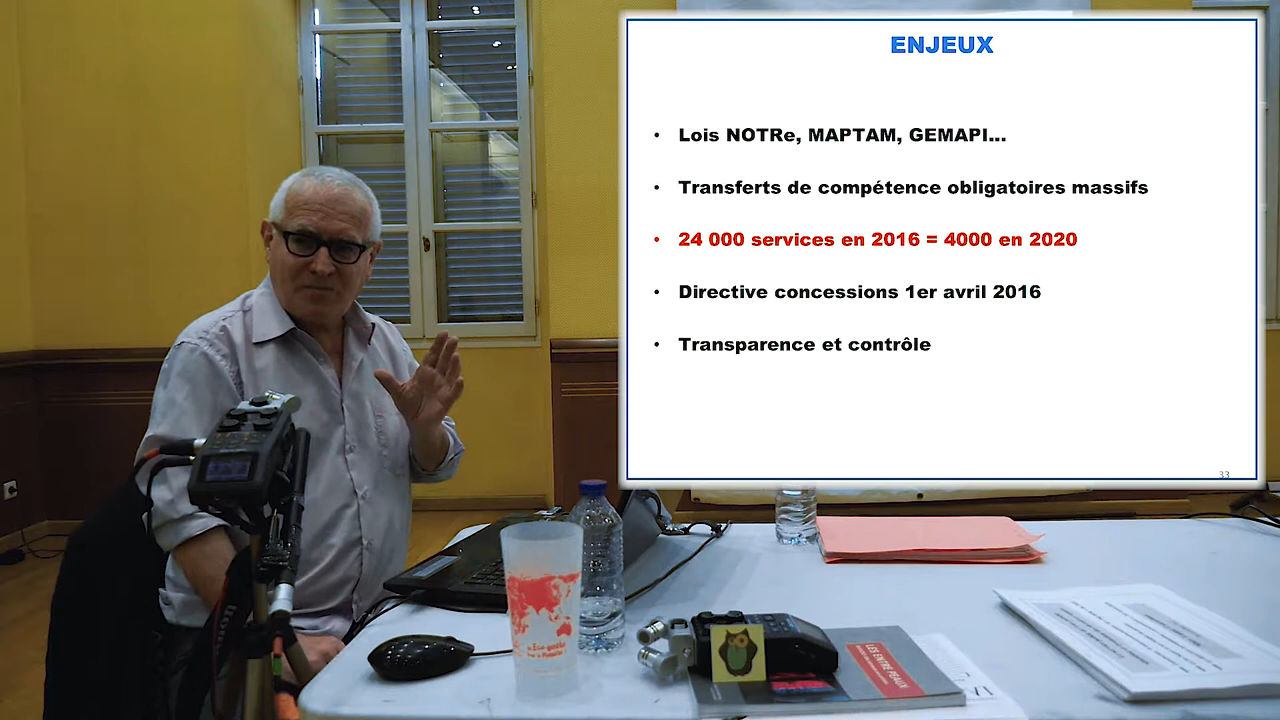 ENJEUX
• Lois NOTRe, MAPTAM, GEMAPI...
• Transferts de compétence obligatoires massifs
• 24 000 services en 2016 = 4000 en 2020
• Directive concessions 1er avril 2016
• Transparence et contrôle
33
LES ENTRE PEAUX